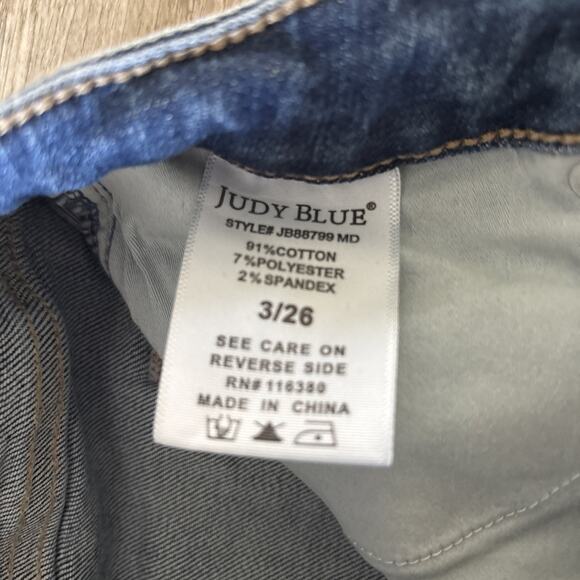 JUDY BLUE®
STYLE# JB88799 MD
91%COTTON
7%POLYESTER
2%SPANDEX
3/26
SEE CARE ON
REVERSE SIDE
RN# 116380
MADE IN CHINA